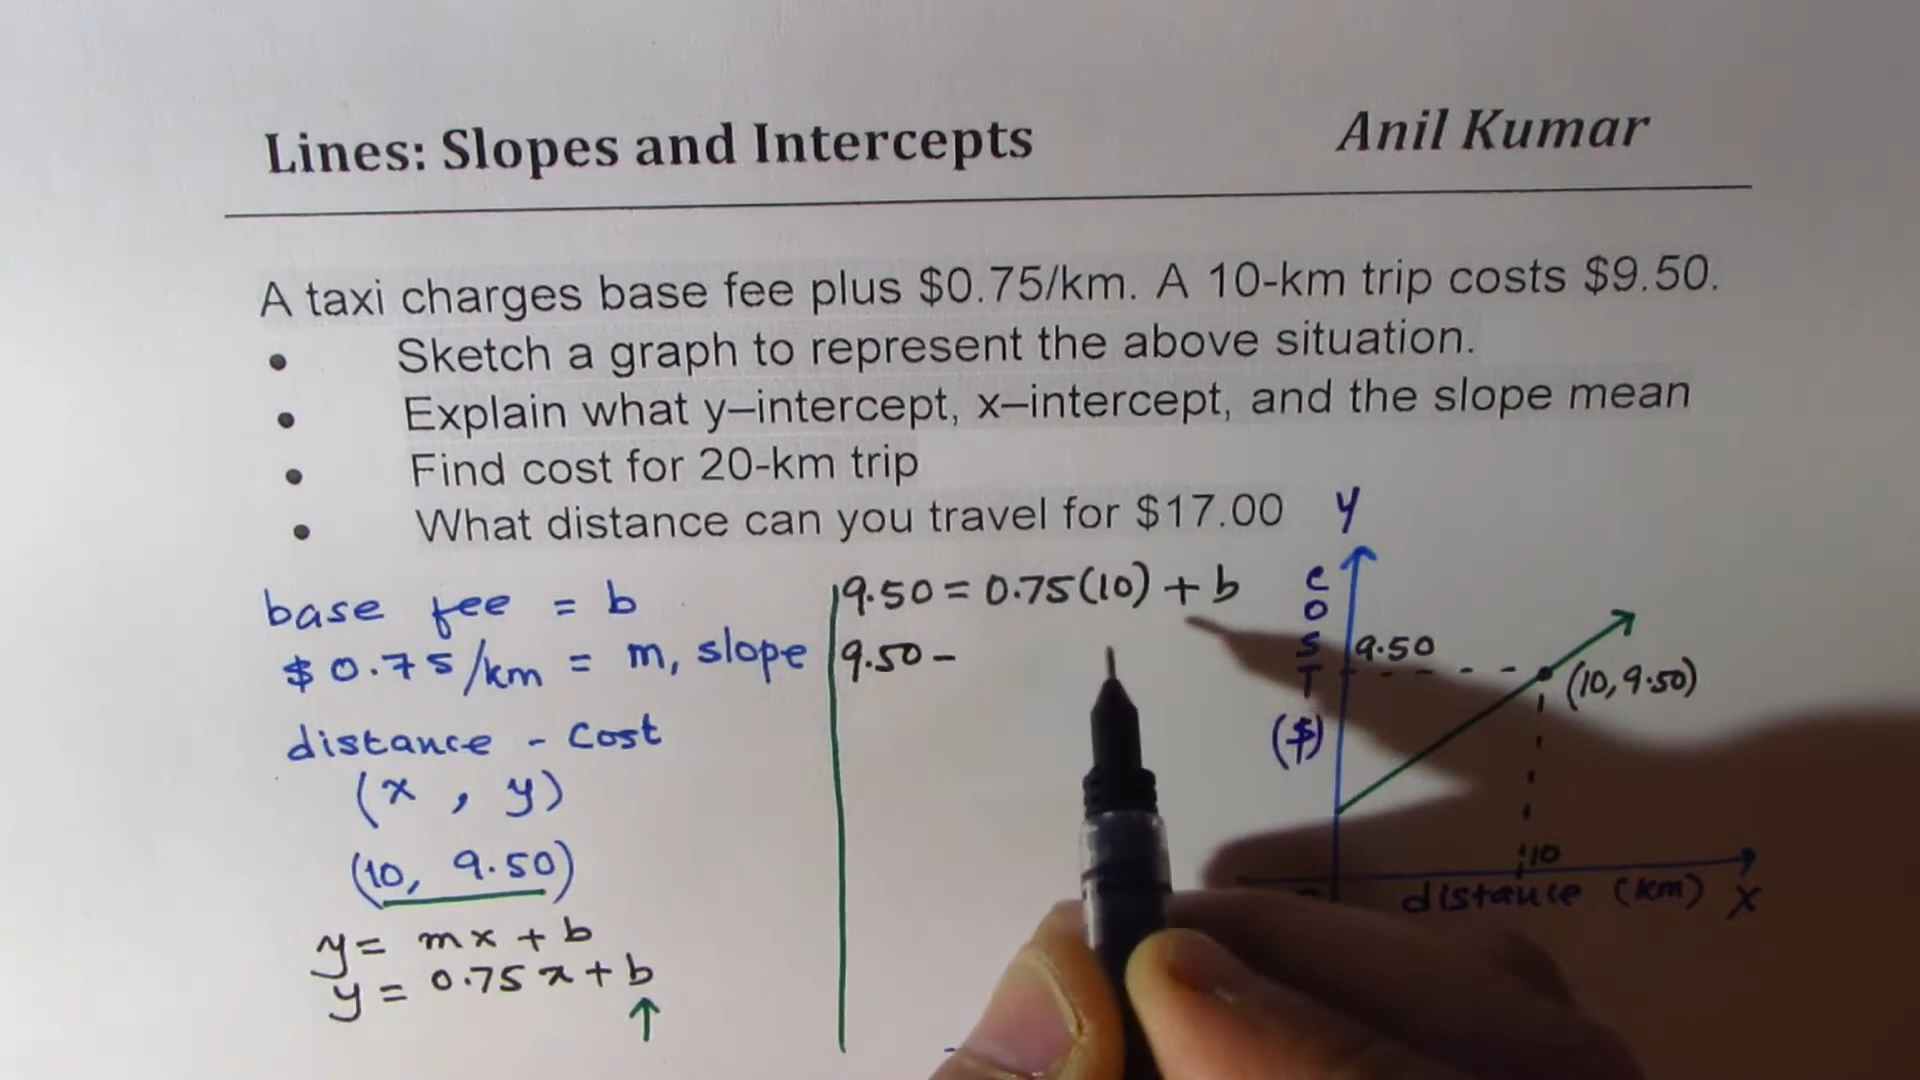 Lines: Slopes and Intercepts Anil Kumar
A taxi charges base fee plus $0.75/km. A 10-km trip costs $9.50.
• Sketch a graph to represent the above situation.
• Explain what y–intercept, x–intercept, and the slope mean
• Find cost for 20-km trip
• What distance can you travel for $17.00
base fee = b
$0.75/km = m, slope
distance - Cost
(x, y)
(10, 9.50)
y = mx + b
y = 0.75x + b
9.50 = 0.75(10) + b
9.50 -
y
COST
($)
9.50
(10, 9.50)
10
distance (km) x